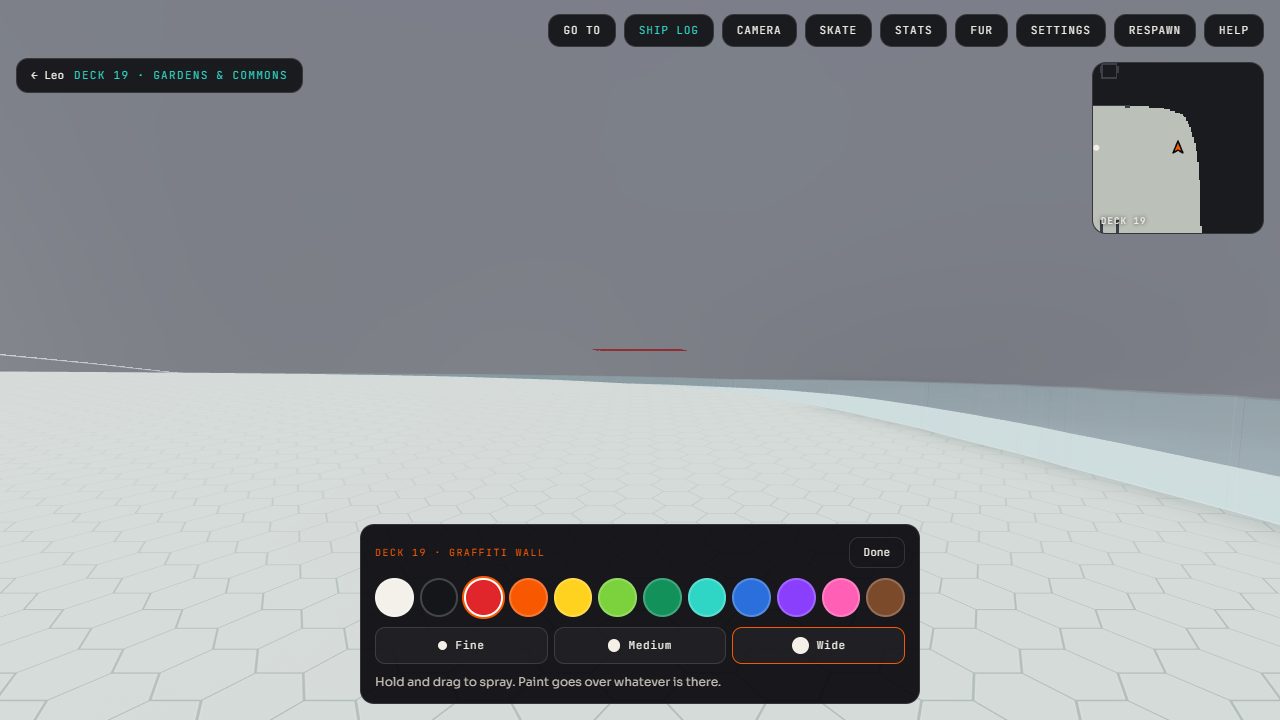 GO TO
SHIP LOG
CAMERA
SKATE
STATS
FUR
SETTINGS
RESPAWN
HELP
← Leo DECK 19 · GARDENS & COMMONS
DECK 19
DECK 19 · GRAFFITI WALL
Done
Fine
Medium
Wide
Hold and drag to spray. Paint goes over whatever is there.